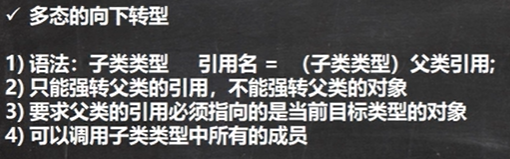 ✓ 多态的向下转型
1) 语法：子类类型 引用名 = （子类类型）父类引用;
2) 只能强转父类的引用，不能强转父类的对象
3) 要求父类的引用必须指向的是当前目标类型的对象
4) 可以调用子类类型中所有的成员